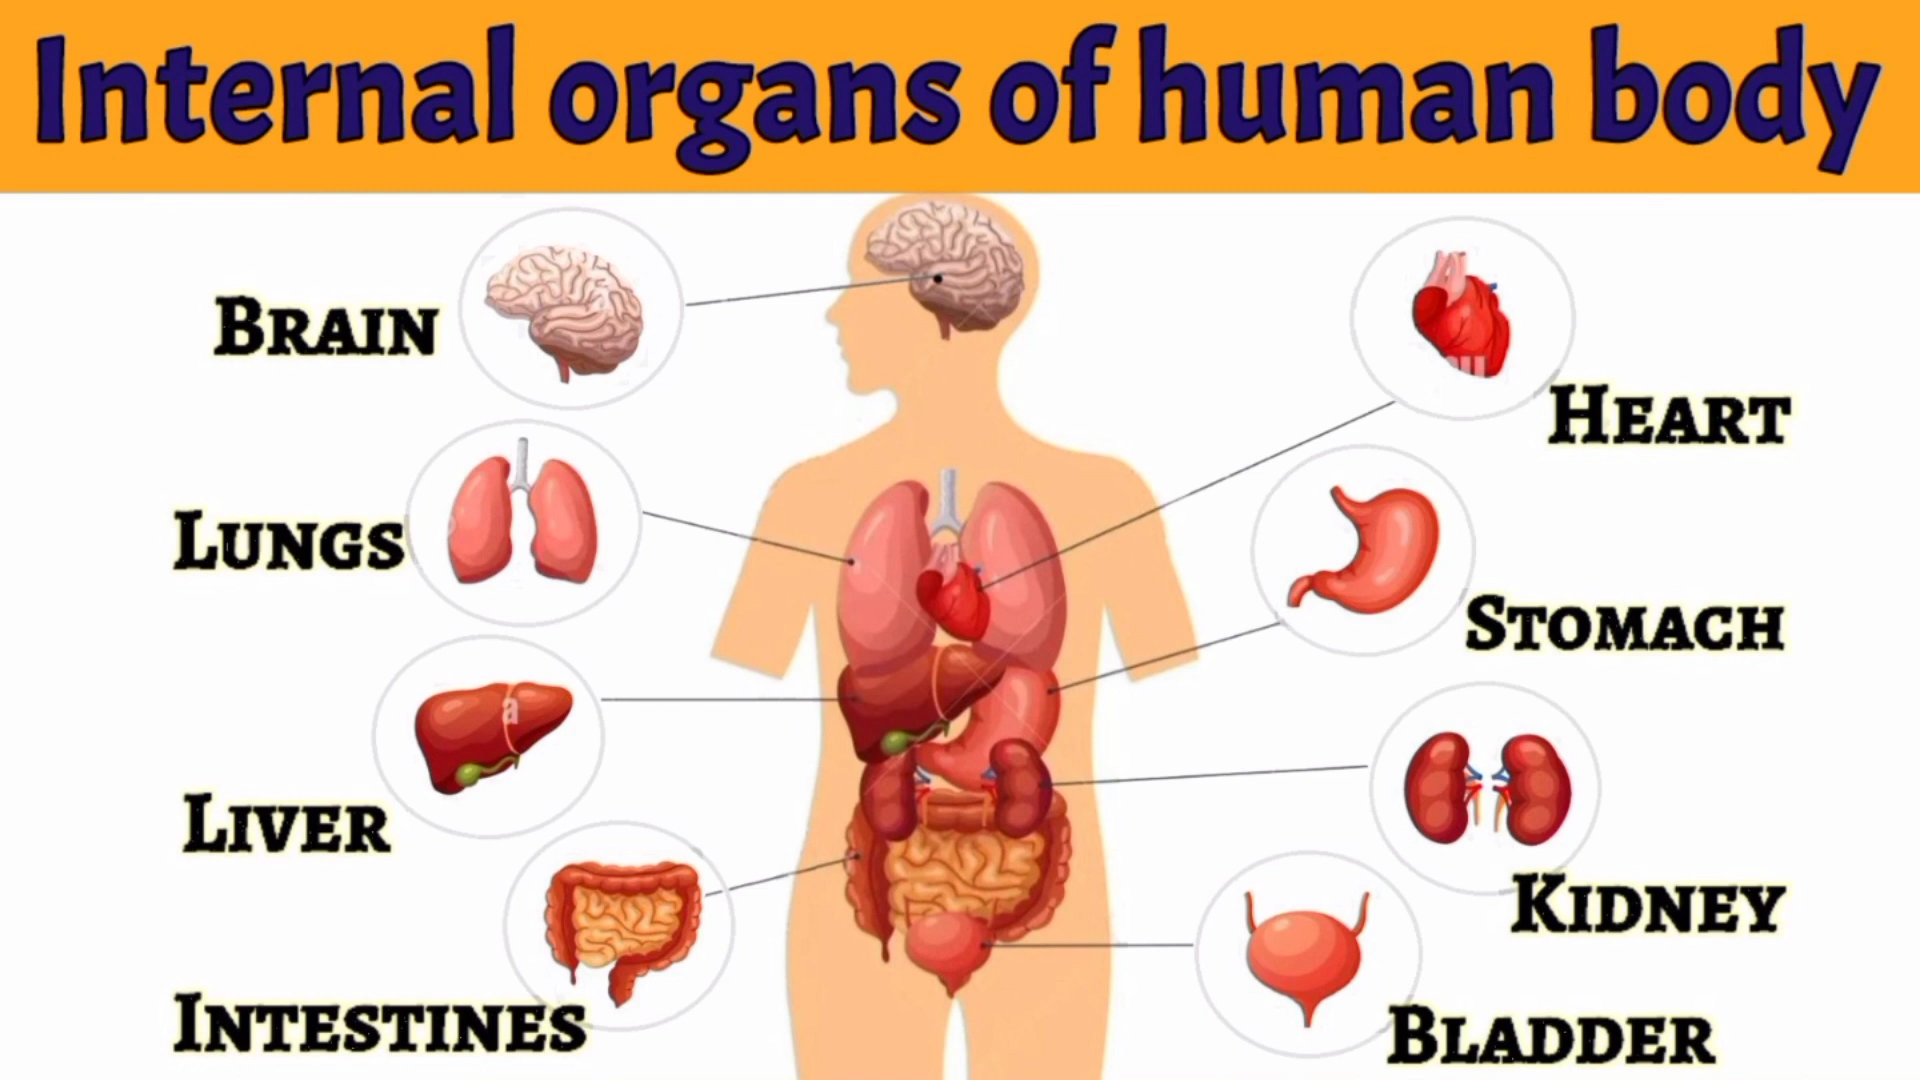 Internal organs of human body
BRAIN
HEART
LUNGS
STOMACH
LIVER
KIDNEY
INTESTINES
BLADDER
a